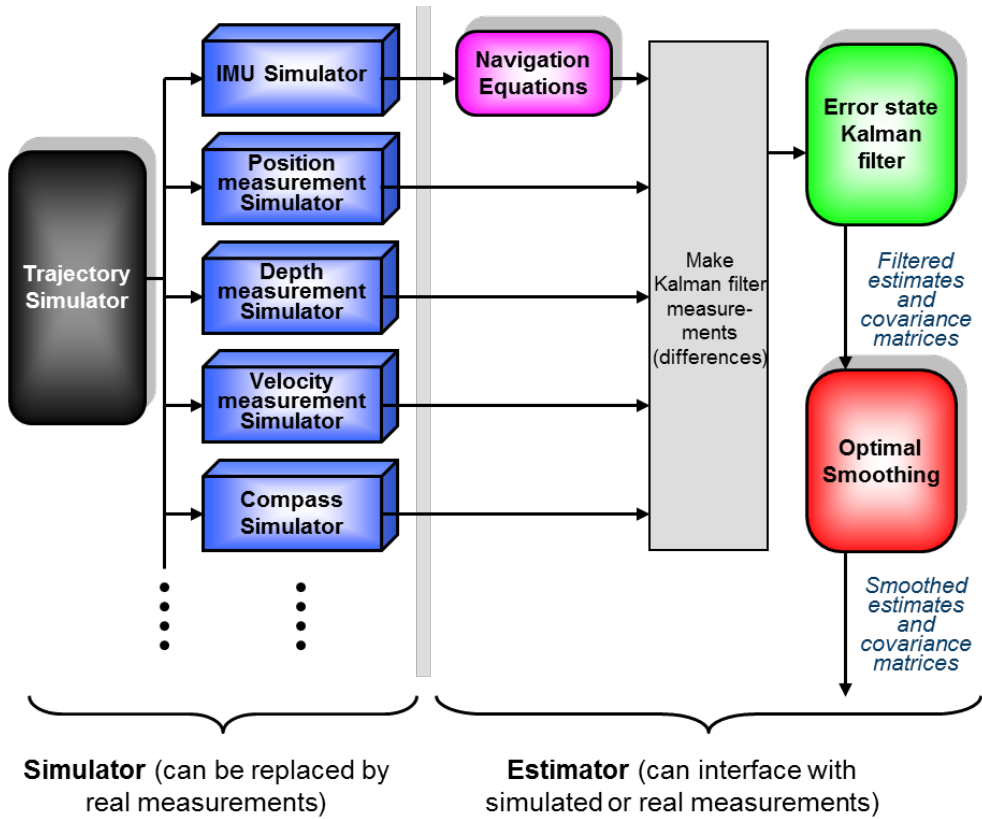 IMU Simulator
Navigation
Equations
Error state
Kalman
filter
Position
measurement
Simulator
Trajectory
Simulator
Depth
measurement
Simulator
Make
Kalman filter
measure-
ments
(differences)
Filtered
estimates
and
covariance
matrices
Velocity
measurement
Simulator
Optimal
Smoothing
Compass
Simulator
Smoothed
estimates
and
covariance
matrices
Simulator (can be replaced by
real measurements)
Estimator (can interface with
simulated or real measurements)